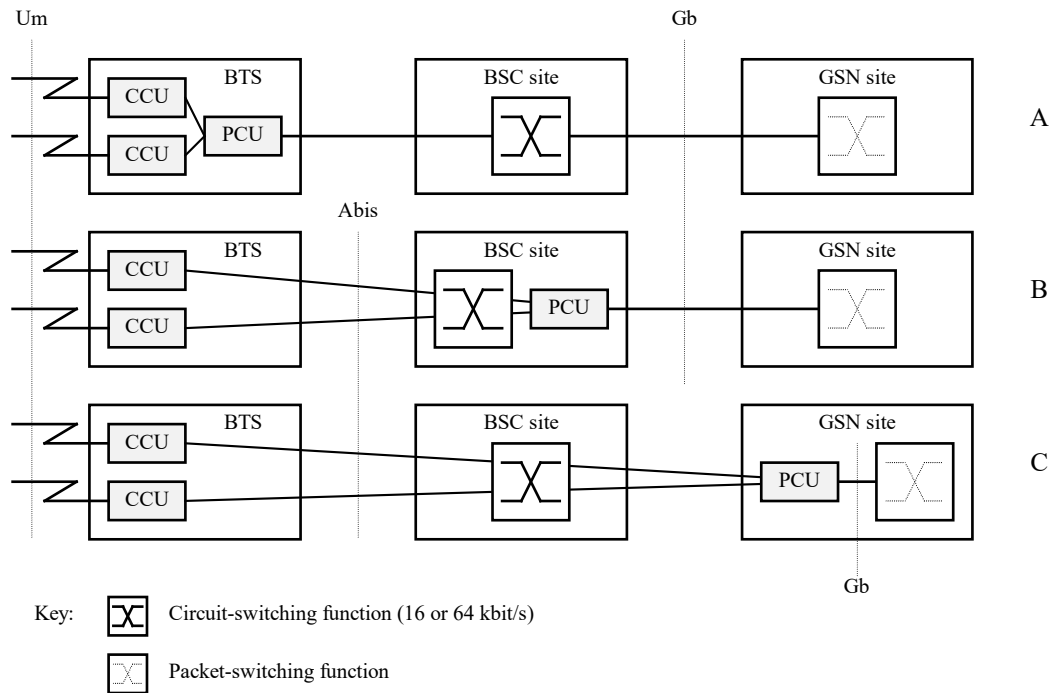 Um
Gb
BTS
BSC site
GSN site
CCU
PCU
CCU
A
Abis
BTS
BSC site
GSN site
CCU
PCU
CCU
B
BTS
BSC site
GSN site
CCU
PCU
CCU
C
Gb
Key:
Circuit-switching function (16 or 64 kbit/s)
Packet-switching function